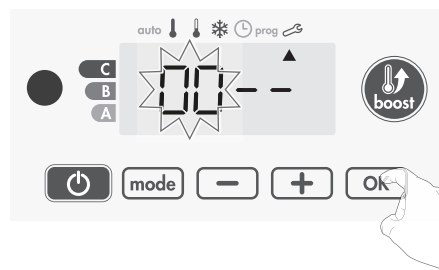 auto prog
C
B
A
00--
boost
mode − + OK